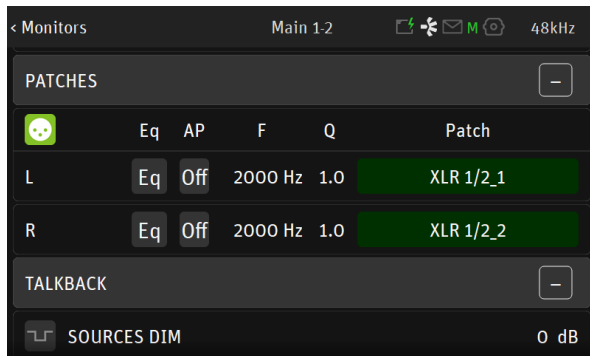 ‹ Monitors Main 1-2 M 48kHz
PATCHES
Eq AP F Q Patch
L Eq Off 2000 Hz 1.0 XLR 1/2_1
R Eq Off 2000 Hz 1.0 XLR 1/2_2
TALKBACK
SOURCES DIM 0 dB